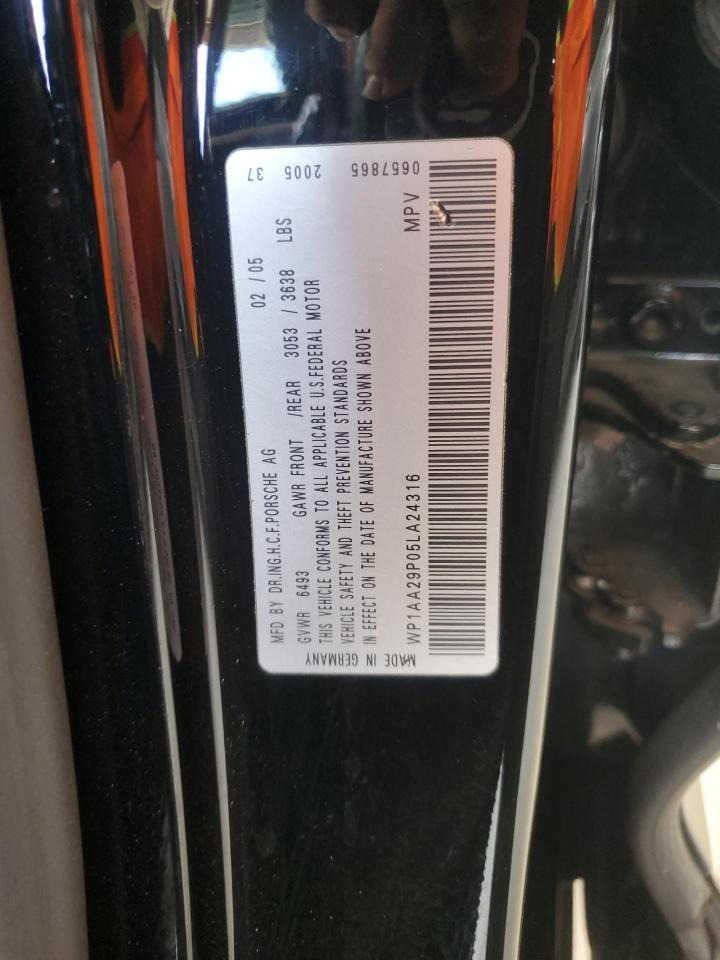 MFD BY DR.ING.H.C.F.PORSCHE AG 02 / 05
GVWR 6493 GAWR FRONT /REAR 3053 / 3638 LBS
THIS VEHICLE CONFORMS TO ALL APPLICABLE U.S.FEDERAL MOTOR
VEHICLE SAFETY AND THEFT PREVENTION STANDARDS
IN EFFECT ON THE DATE OF MANUFACTURE SHOWN ABOVE
WP1AA29P05LA24316 MPV
MADE IN GERMANY
37 2005 0657865